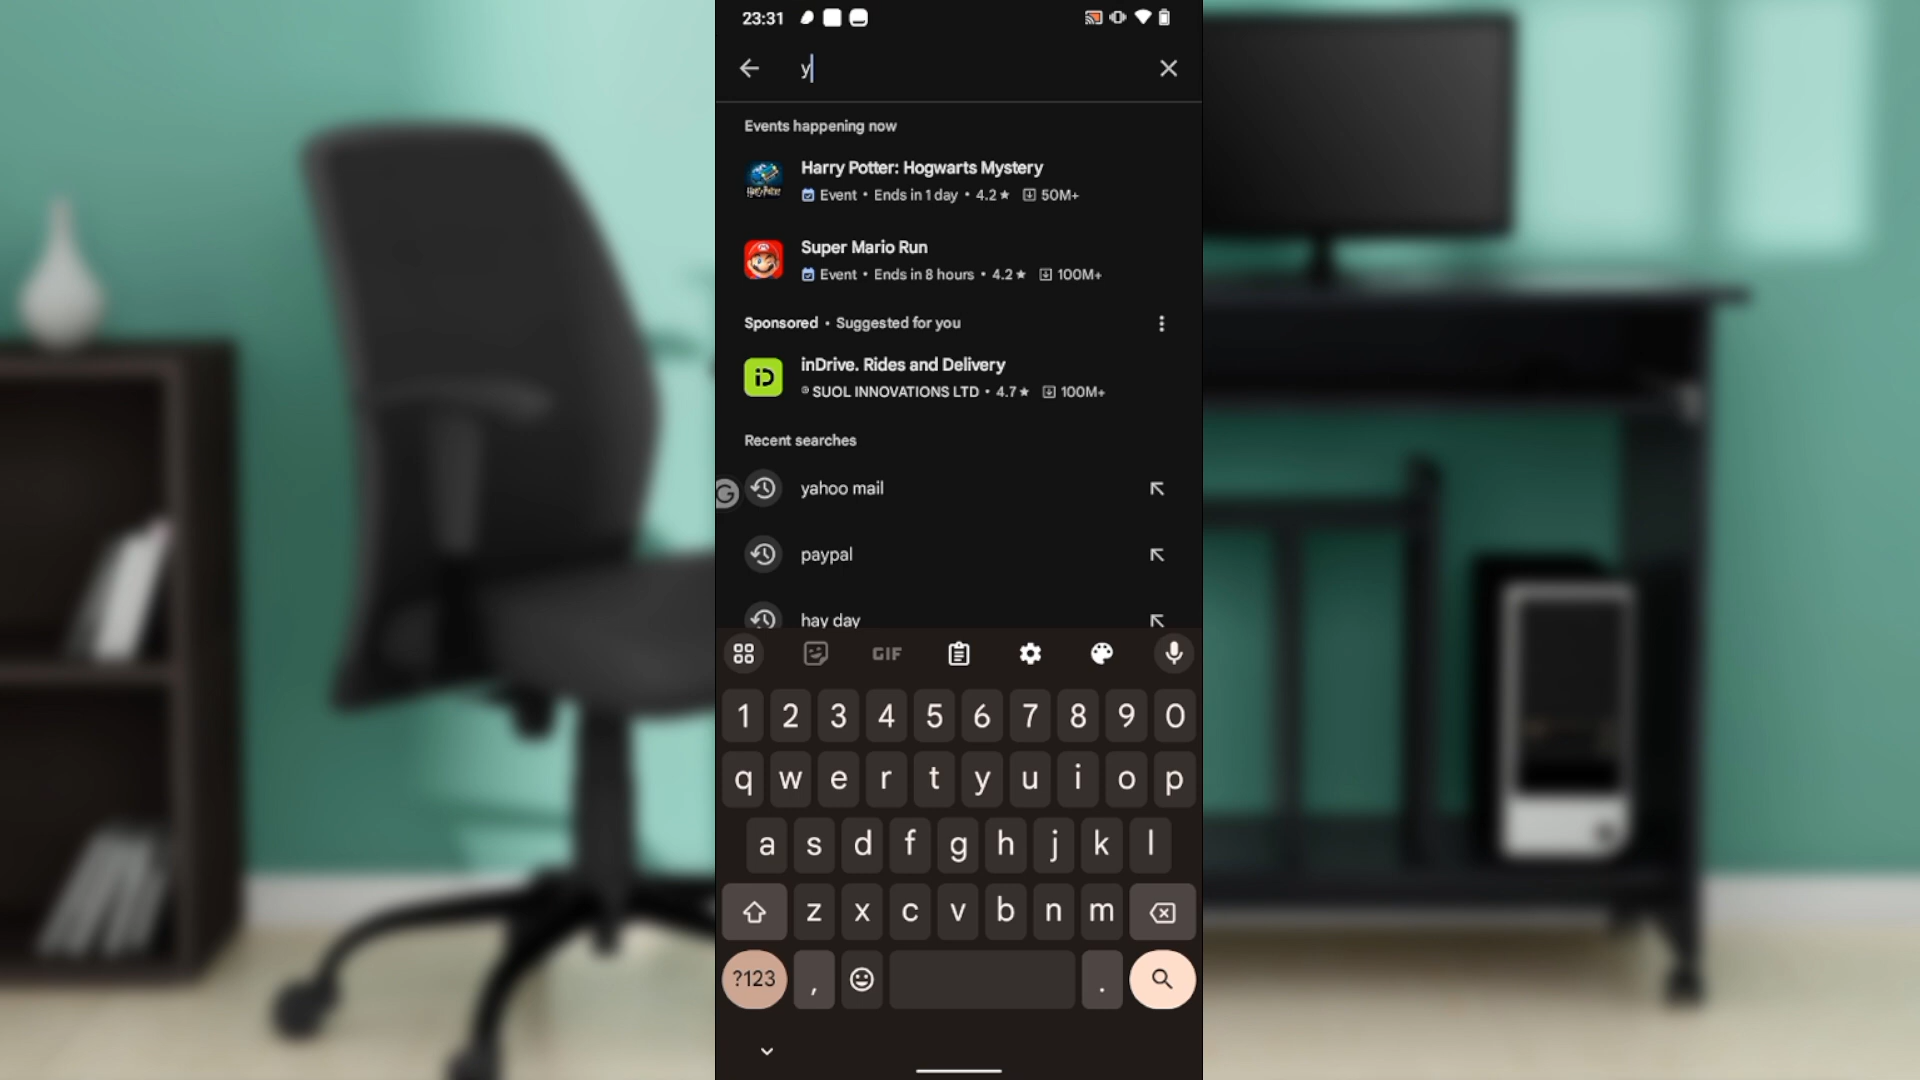 23:31
y
Events happening now
Harry Potter: Hogwarts Mystery
Event • Ends in 1 day • 4.2★ 50M+
Super Mario Run
Event • Ends in 8 hours • 4.2★ 100M+
Sponsored • Suggested for you
iD
inDrive. Rides and Delivery
SUOL INNOVATIONS LTD • 4.7★ 100M+
Recent searches
G
yahoo mail
paypal
hay day
GIF
1 2 3 4 5 6 7 8 9 0
q w e r t y u i o p
a s d f g h j k l
z x c v b n m
?123 , .